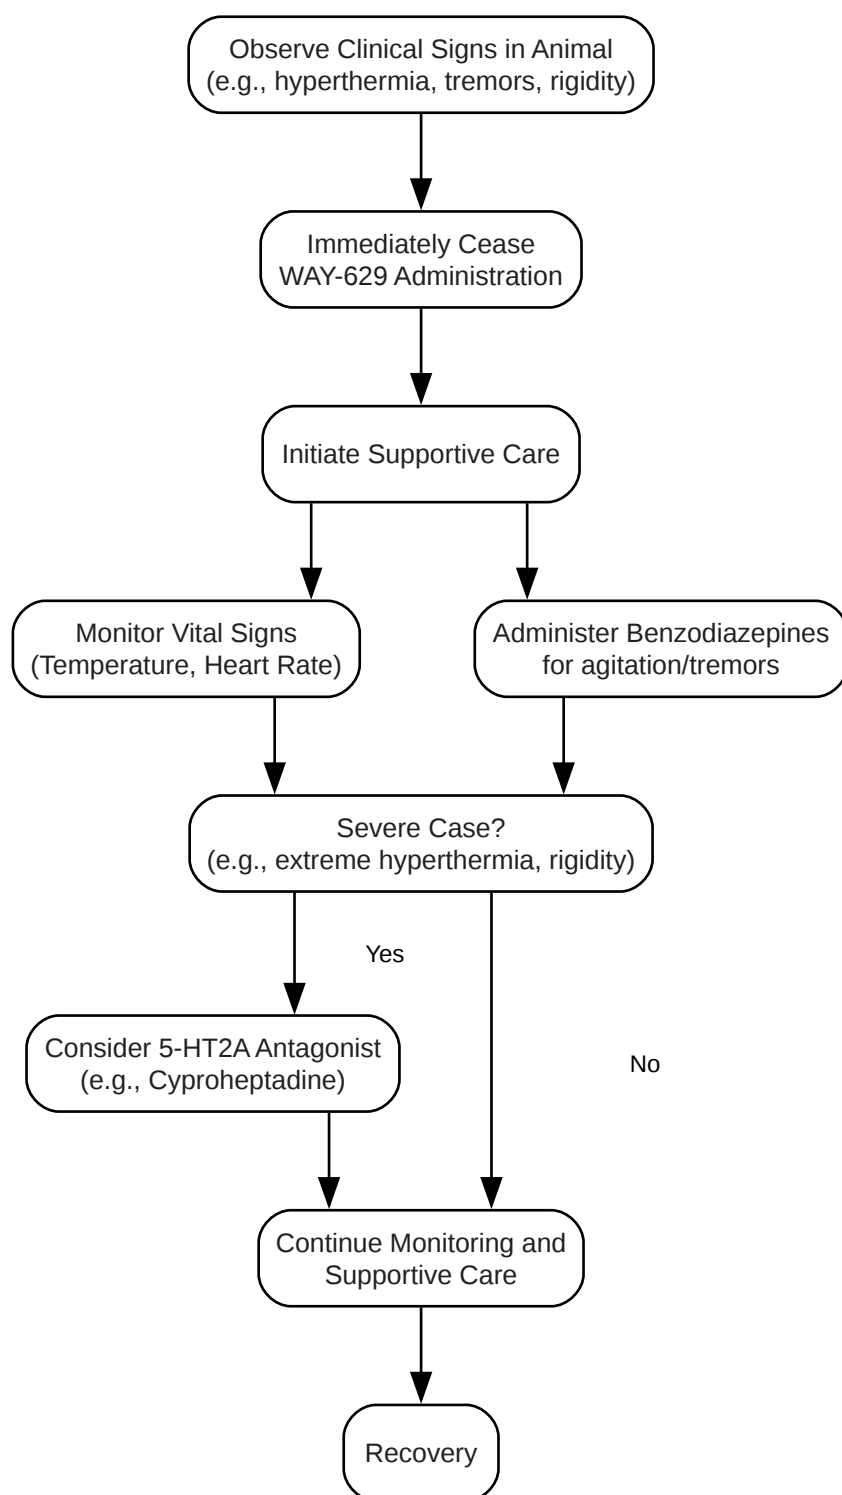 Observe Clinical Signs in Animal
(e.g., hyperthermia, tremors, rigidity)
Immediately Cease
WAY-629 Administration
Initiate Supportive Care
Monitor Vital Signs
(Temperature, Heart Rate)
Administer Benzodiazepines
for agitation/tremors
Severe Case?
(e.g., extreme hyperthermia, rigidity)
Yes
Consider 5-HT2A Antagonist
(e.g., Cyproheptadine)
No
Continue Monitoring and
Supportive Care
Recovery